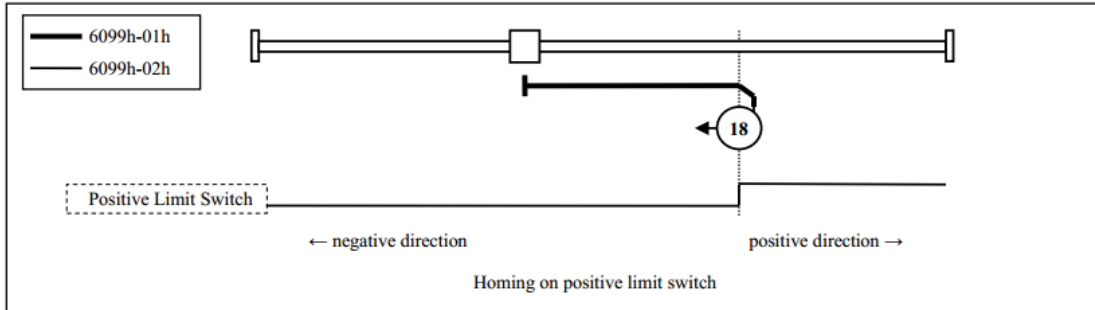 6099h-01h
6099h-02h
18
Positive Limit Switch
← negative direction
positive direction →
Homing on positive limit switch